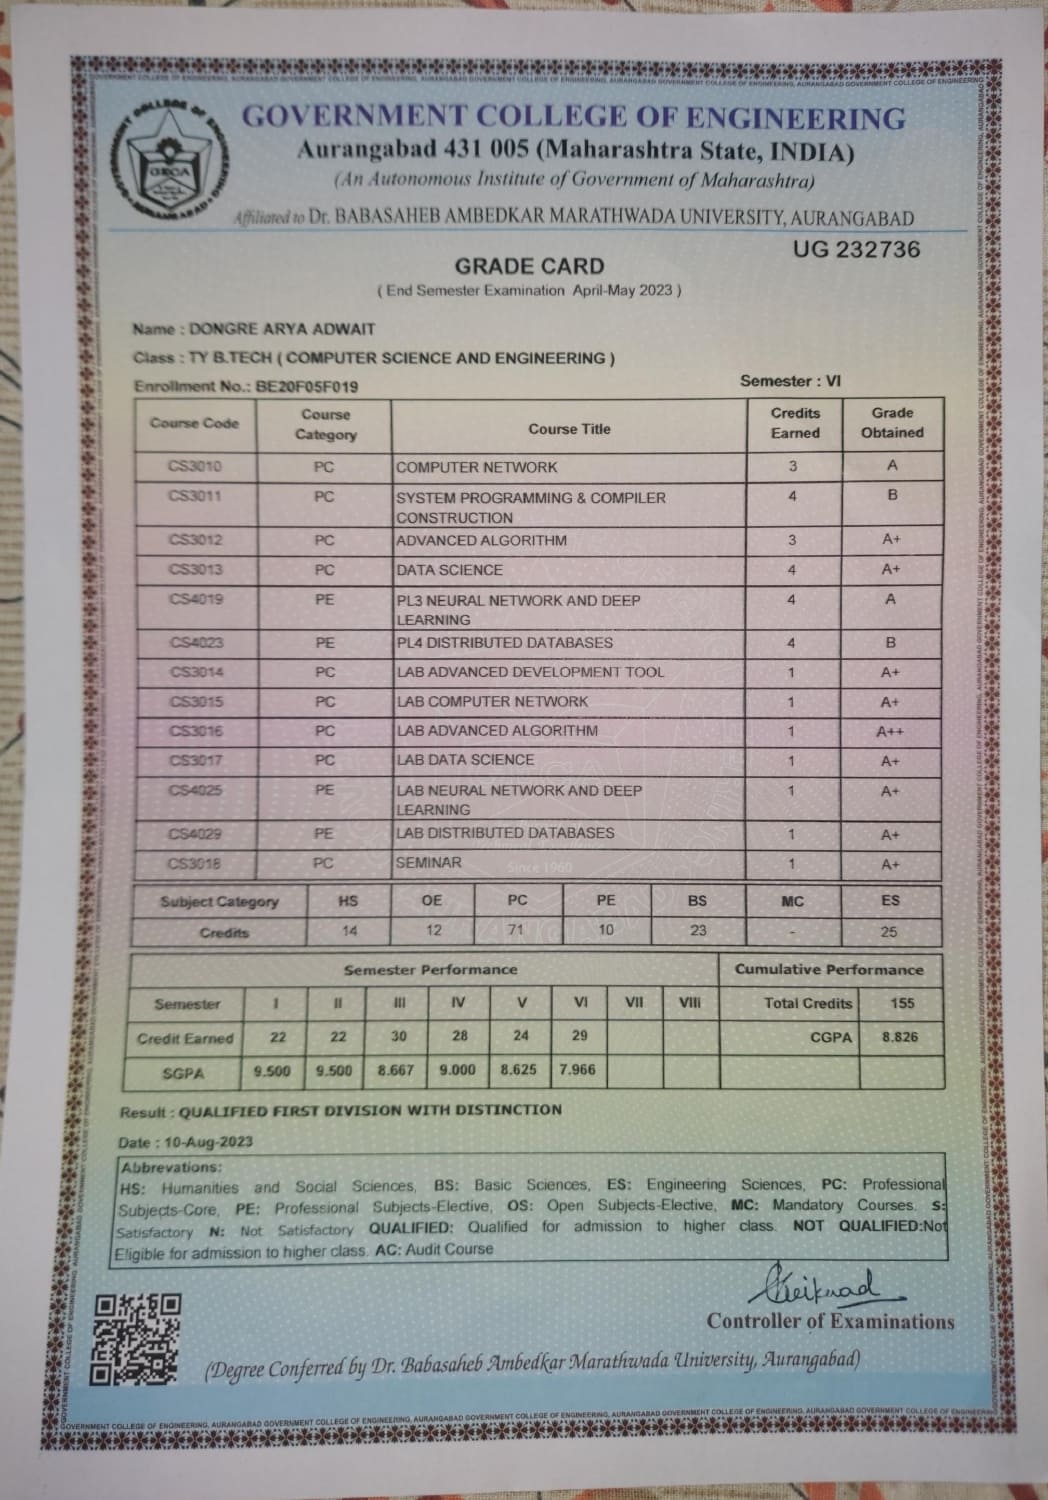 GOVERNMENT COLLEGE OF ENGINEERING
Aurangabad 431 005 (Maharashtra State, INDIA)
(An Autonomous Institute of Government of Maharashtra)
Affiliated to Dr. BABASAHEB AMBEDKAR MARATHWADA UNIVERSITY, AURANGABAD
UG 232736
GRADE CARD
( End Semester Examination April-May 2023 )
Name : DONGRE ARYA ADWAIT
Class : TY B.TECH ( COMPUTER SCIENCE AND ENGINEERING )
Enrollment No.: BE20F05F019 Semester : VI
Course Code Course Category Course Title Credits Earned Grade Obtained
CS3010 PC COMPUTER NETWORK 3 A
CS3011 PC SYSTEM PROGRAMMING & COMPILER CONSTRUCTION 4 B
CS3012 PC ADVANCED ALGORITHM 3 A+
CS3013 PC DATA SCIENCE 4 A+
CS4019 PE PL3 NEURAL NETWORK AND DEEP LEARNING 4 A
CS4023 PE PL4 DISTRIBUTED DATABASES 4 B
CS3014 PC LAB ADVANCED DEVELOPMENT TOOL 1 A+
CS3015 PC LAB COMPUTER NETWORK 1 A+
CS3016 PC LAB ADVANCED ALGORITHM 1 A++
CS3017 PC LAB DATA SCIENCE 1 A+
CS4025 PE LAB NEURAL NETWORK AND DEEP LEARNING 1 A+
CS4029 PE LAB DISTRIBUTED DATABASES 1 A+
CS3018 PC SEMINAR 1 A+
Since 1960
Subject Category HS OE PC PE BS MC ES
Credits 14 12 71 10 23 - 25
Semester Performance Cumulative Performance
Semester I II III IV V VI VII VIII Total Credits 155
Credit Earned 22 22 30 28 24 29 CGPA 8.826
SGPA 9.500 9.500 8.667 9.000 8.625 7.966
Result : QUALIFIED FIRST DIVISION WITH DISTINCTION
Date : 10-Aug-2023
Abbrevations:
HS: Humanities and Social Sciences, BS: Basic Sciences, ES: Engineering Sciences, PC: Professional
Subjects-Core, PE: Professional Subjects-Elective, OS: Open Subjects-Elective, MC: Mandatory Courses. S:
Satisfactory N: Not Satisfactory QUALIFIED: Qualified for admission to higher class. NOT QUALIFIED:Not
Eligible for admission to higher class. AC: Audit Course
Controller of Examinations
(Degree Conferred by Dr. Babasaheb Ambedkar Marathwada University, Aurangabad)